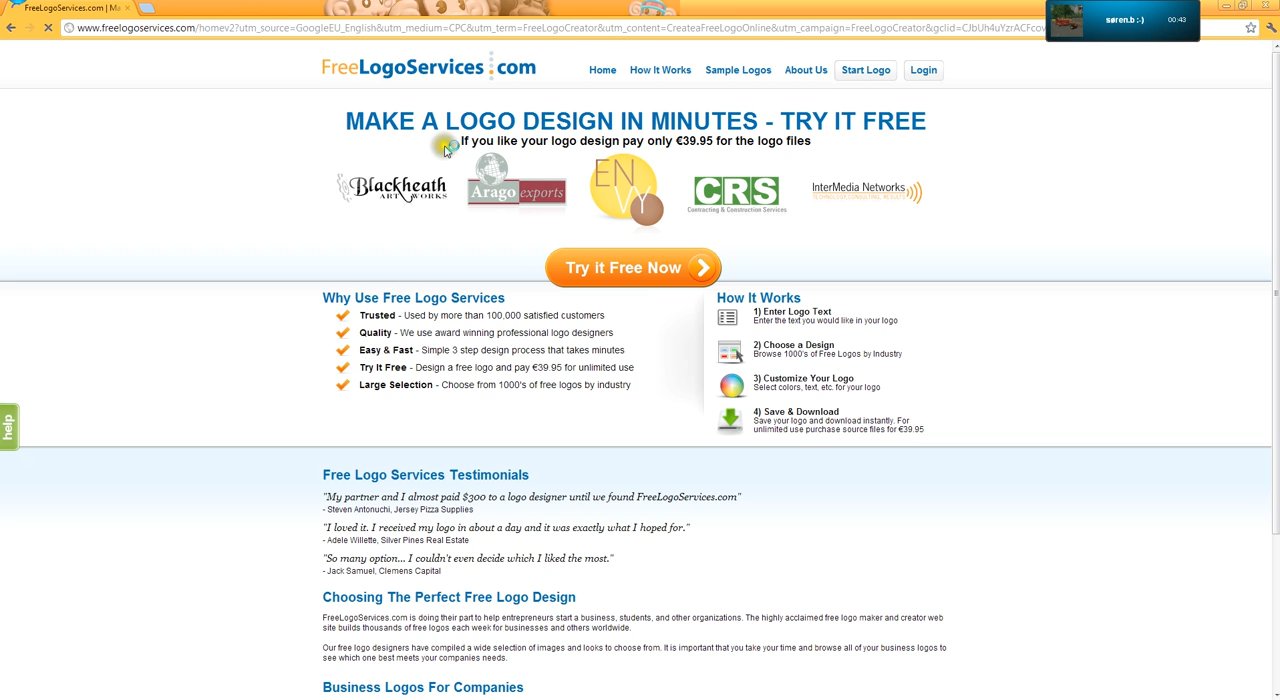 FreeLogoServices.com | Ma
www.freelogoservices.com/homev2?utm_source=GoogleEU_English&utm_medium=CPC&utm_term=FreeLogoCreator&utm_content=CreateaFreeLogoOnline&utm_campaign=FreeLogoCreator&gclid=CJbUh4uYzrACFcov
søren.b :-) 00:43
FreeLogoServices.com
Home How It Works Sample Logos About Us Start Logo Login
MAKE A LOGO DESIGN IN MINUTES - TRY IT FREE
If you like your logo design pay only €39.95 for the logo files
Blackheath
ART WORKS
Arago exports
ENVY
CRS
Contracting & Construction Services
InterMedia Networks
TECHNOLOGY. CONSULTING. RESULTS
Try it Free Now
Why Use Free Logo Services
Trusted - Used by more than 100,000 satisfied customers
Quality - We use award winning professional logo designers
Easy & Fast - Simple 3 step design process that takes minutes
Try It Free - Design a free logo and pay €39.95 for unlimited use
Large Selection - Choose from 1000's of free logos by industry
How It Works
1) Enter Logo Text
Enter the text you would like in your logo
2) Choose a Design
Browse 1000's of Free Logos by Industry
3) Customize Your Logo
Select colors, text, etc. for your logo
4) Save & Download
Save your logo and download instantly. For
unlimited use purchase source files for €39.95
help
Free Logo Services Testimonials
"My partner and I almost paid $300 to a logo designer until we found FreeLogoServices.com"
- Steven Antonuchi, Jersey Pizza Supplies
"I loved it. I received my logo in about a day and it was exactly what I hoped for."
- Adele Willette, Silver Pines Real Estate
"So many option... I couldn't even decide which I liked the most."
- Jack Samuel, Clemens Capital
Choosing The Perfect Free Logo Design
FreeLogoServices.com is doing their part to help entrepreneurs start a business, students, and other organizations. The highly acclaimed free logo maker and creator web
site builds thousands of free logos each week for businesses and others worldwide.
Our free logo designers have compiled a wide selection of images and looks to choose from. It is important that you take your time and browse all of your business logos to
see which one best meets your companies needs.
Business Logos For Companies